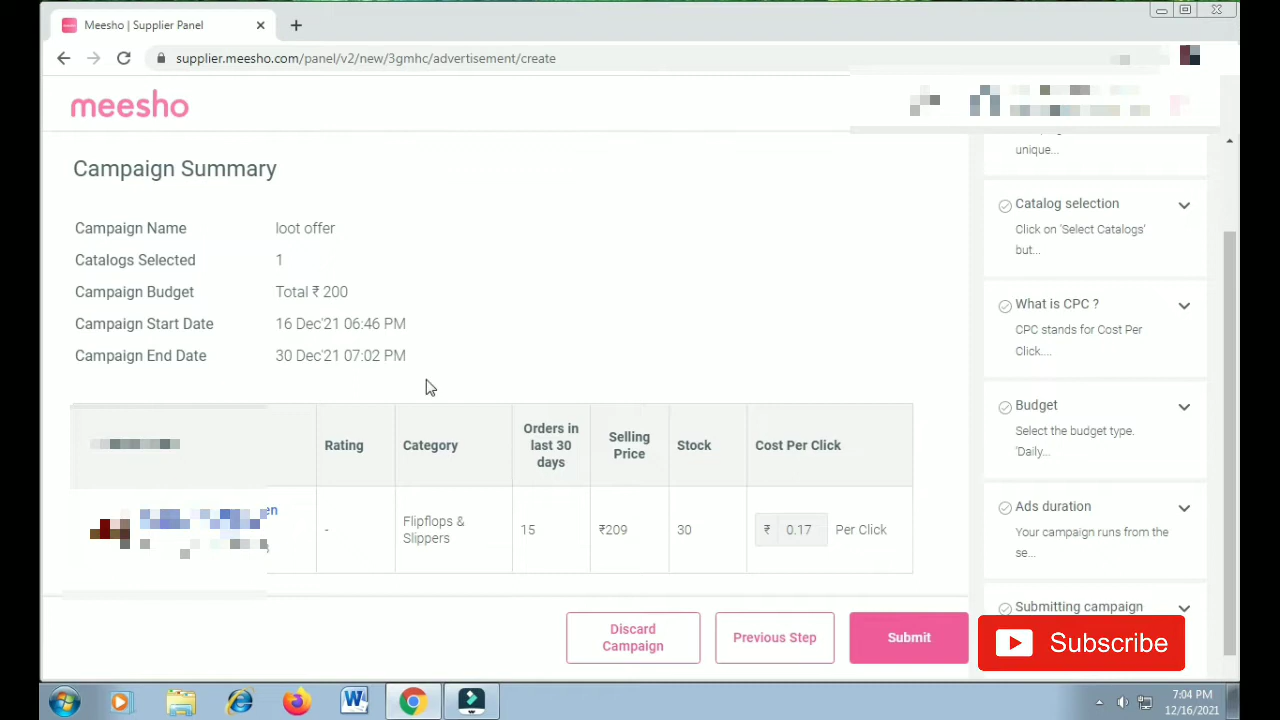 Meesho | Supplier Panel
supplier.meesho.com/panel/v2/new/3gmhc/advertisement/create
meesho
Campaign Summary
Campaign Name loot offer
Catalogs Selected 1
Campaign Budget Total ₹ 200
Campaign Start Date 16 Dec'21 06:46 PM
Campaign End Date 30 Dec'21 07:02 PM
Rating Category Orders in last 30 days Selling Price Stock Cost Per Click
- Flipflops & Slippers 15 ₹209 30 ₹ 0.17 Per Click
Discard Campaign
Previous Step
Submit
unique...
Catalog selection
Click on 'Select Catalogs'
but...
What is CPC ?
CPC stands for Cost Per
Click....
Budget
Select the budget type.
'Daily...
Ads duration
Your campaign runs from the
se...
Submitting campaign
Subscribe
7:04 PM
12/16/2021